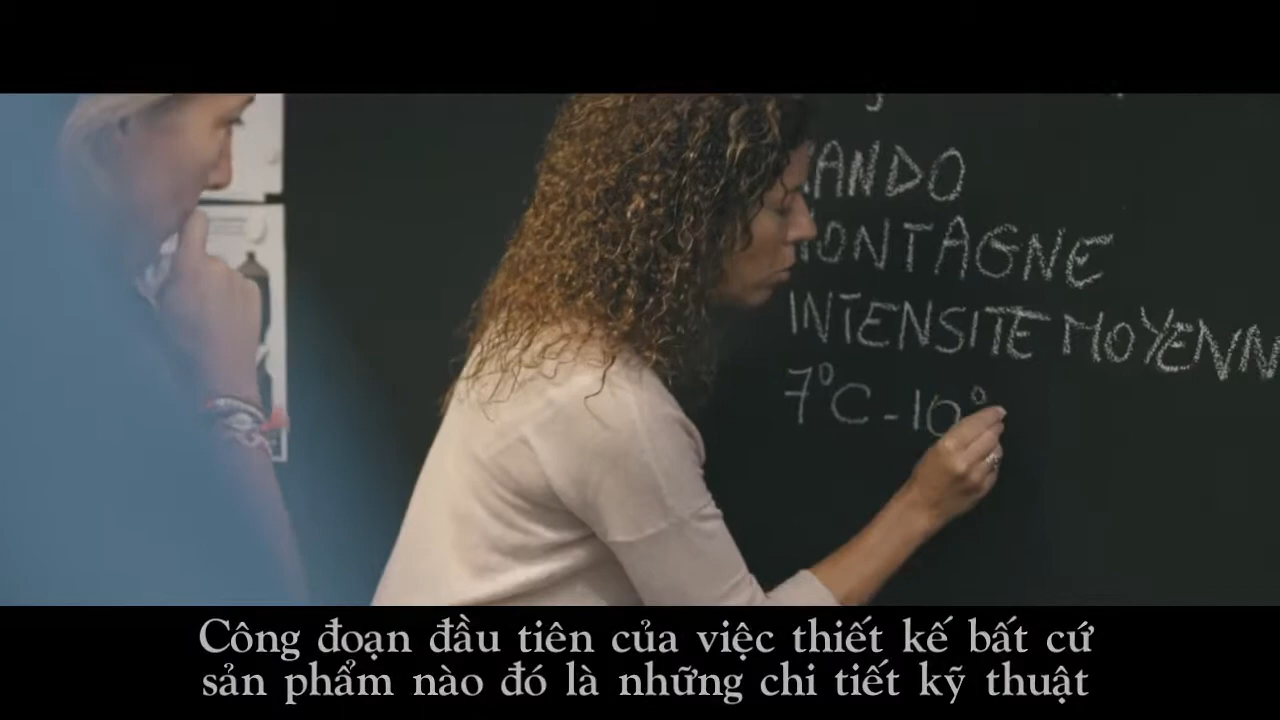 ANDO
ONTAGNE
INTENSITE MOYENN
7°C-10°
Công đoạn đầu tiên của việc thiết kế bất cứ
sản phẩm nào đó là những chi tiết kỹ thuật